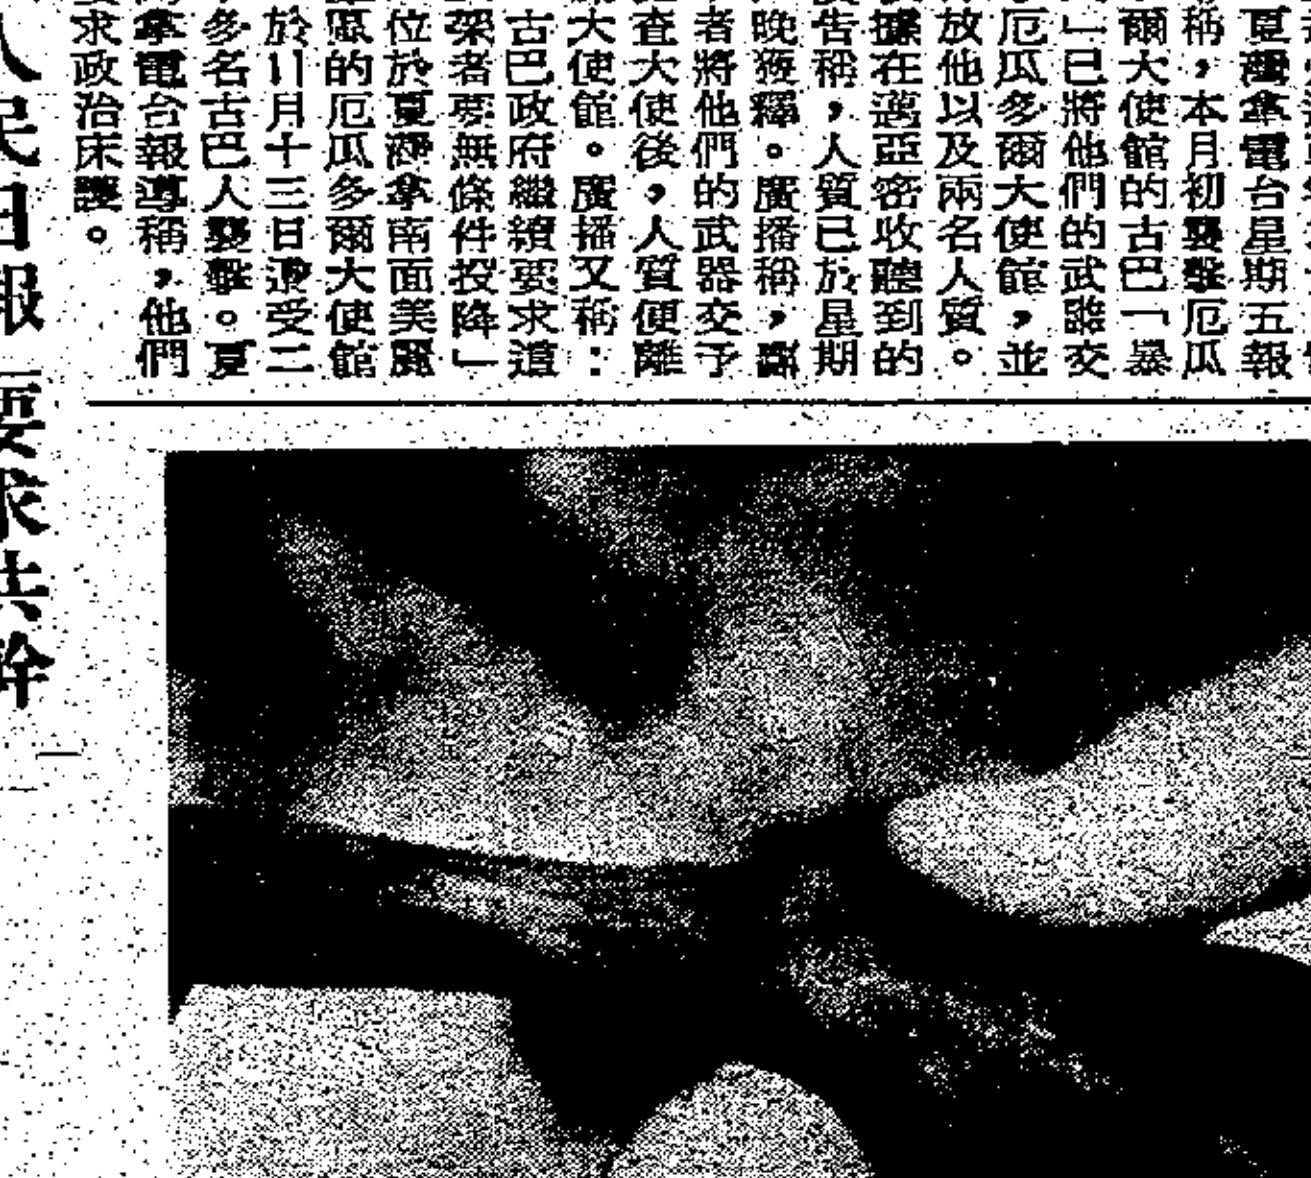 夏灣拿電台星期五報
稱，本月初襲擊厄瓜
爾大使館的古巴「暴
」已將他們的武器交
厄瓜多爾大使館，並
放他以及兩名人質。
據在邁亞密收聽到的
告稱，人質已於星期
晚獲釋。廣播稱，綁
者將他們的武器交予
查大使後，人質便離
大使館。廣播又稱：
古巴政府繼續要求這
架者要無條件投降」
位於夏灣拿南面美麗
區的厄瓜多爾大使館
於二月十三日遭受二
多名古巴人襲擊。夏
拿電台報導稱，他們
求政治庇護。
人民日報 要求共幹